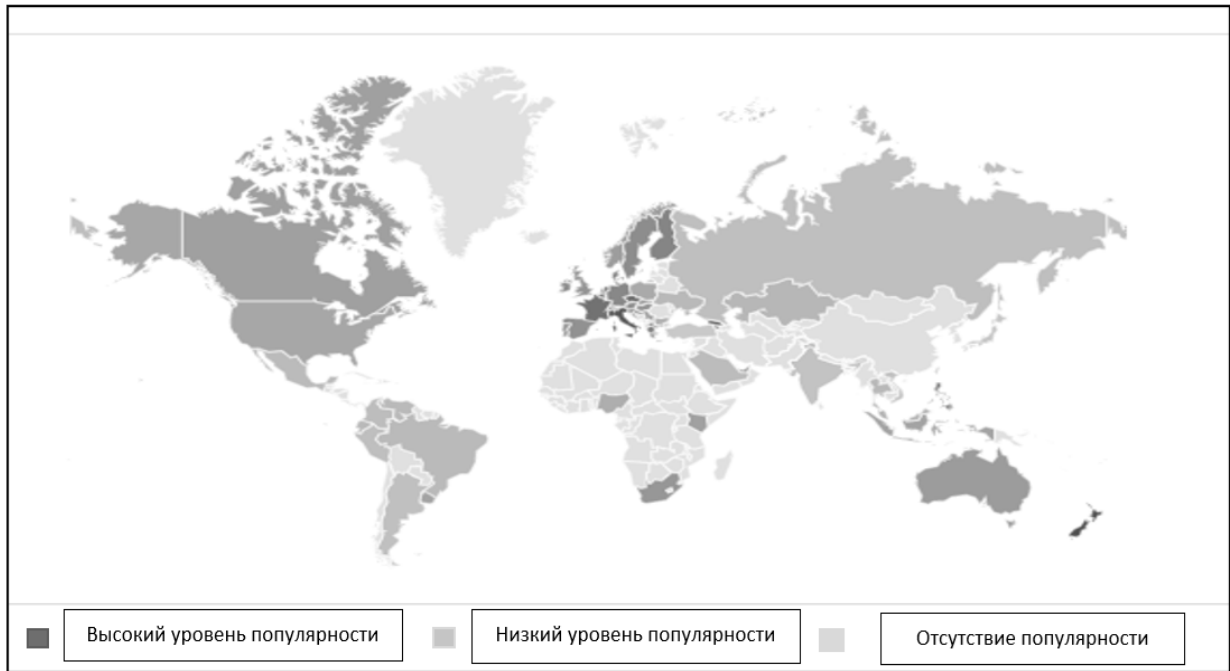 Высокий уровень популярности
Низкий уровень популярности
Отсутствие популярности